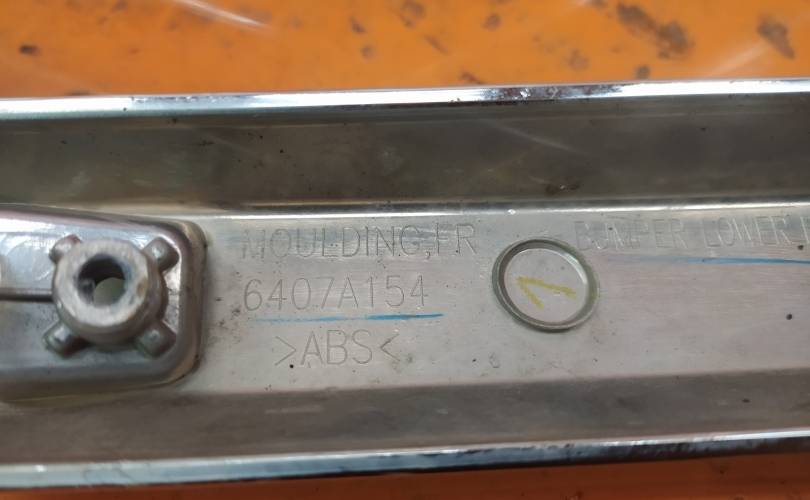 MOULDING,FR BUMPER LOWER
6407A154
>ABS<